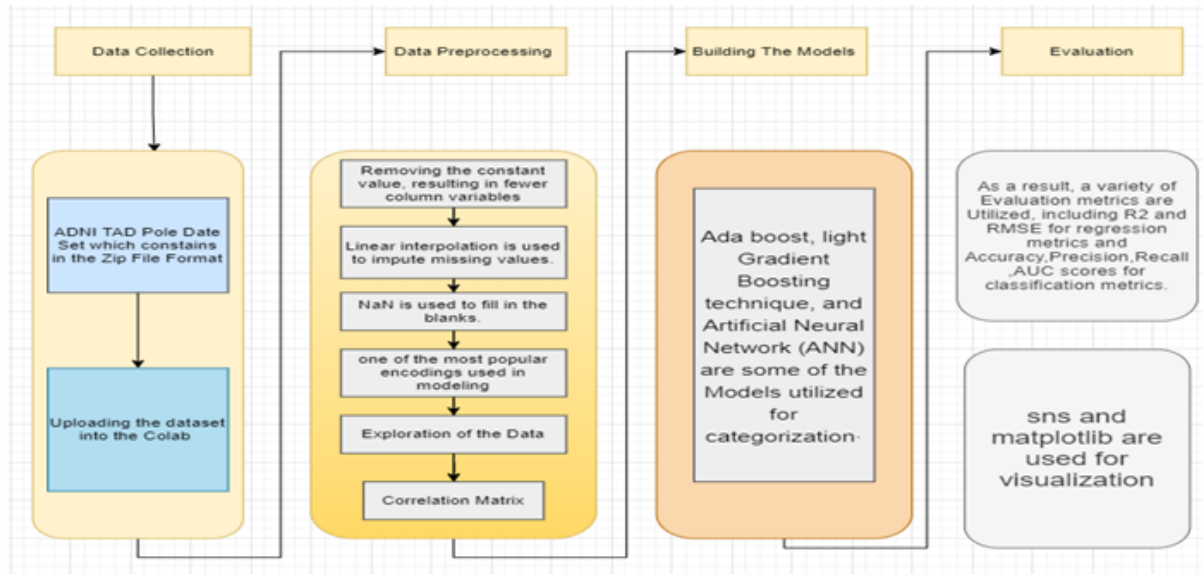 Data Collection
Data Preprocessing
Building The Models
Evaluation
ADNI TAD Pole Date
Set which constains
in the Zip File Format
Uploading the dataset
into the Colab
Removing the constant
value, resulting in fewer
column variables
Linear interpolation is used
to impute missing values.
NaN is used to fill in the
blanks.
one of the most popular
encodings used in
modeling
Exploration of the Data
Correlation Matrix
Ada boost, light
Gradient
Boosting
technique, and
Artificial Neural
Network (ANN)
are some of the
Models utilized
for
categorization.
As a result, a variety of
Evaluation metrics are
Utilized, including R2 and
RMSE for regression
metrics and
Accuracy,Precision,Recall
,AUC scores for
classification metrics.
sns and
matplotlib are
used for
visualization